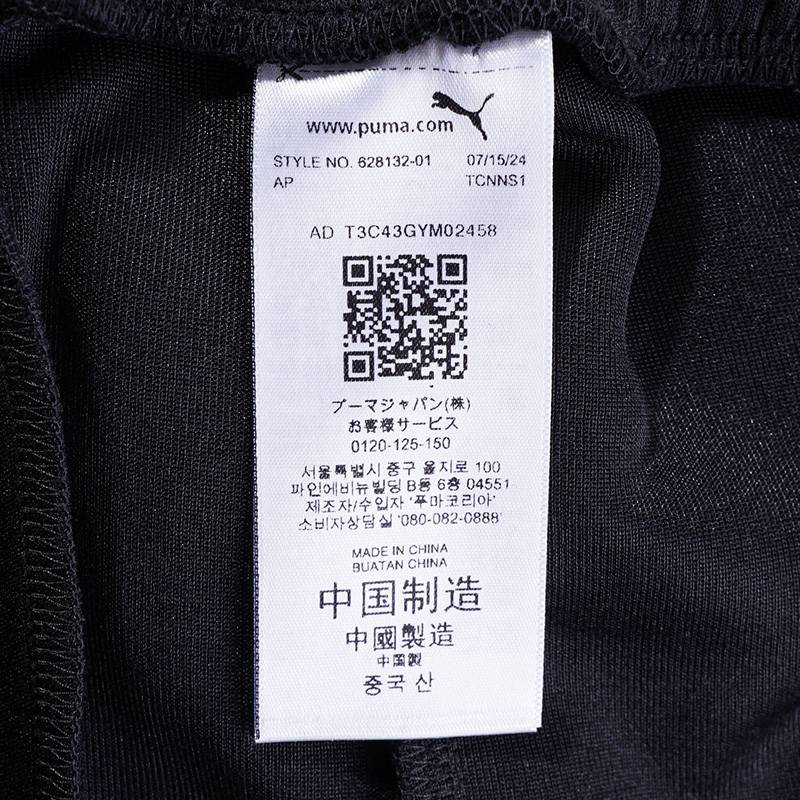 www.puma.com
STYLE NO. 628132-01 07/15/24
AP TCNNS1
AD T3C43GYM02458
プーマジャパン(株)
お客様サービス
0120-125-150
서울특별시 중구 을지로 100
파인에비뉴빌딩 B동 6층 04551
제조자/수입자 '푸마코리아'
소비자상담실 '080-082-0888'
MADE IN CHINA
BUATAN CHINA
中国制造
中國製造
中国製
중국 산